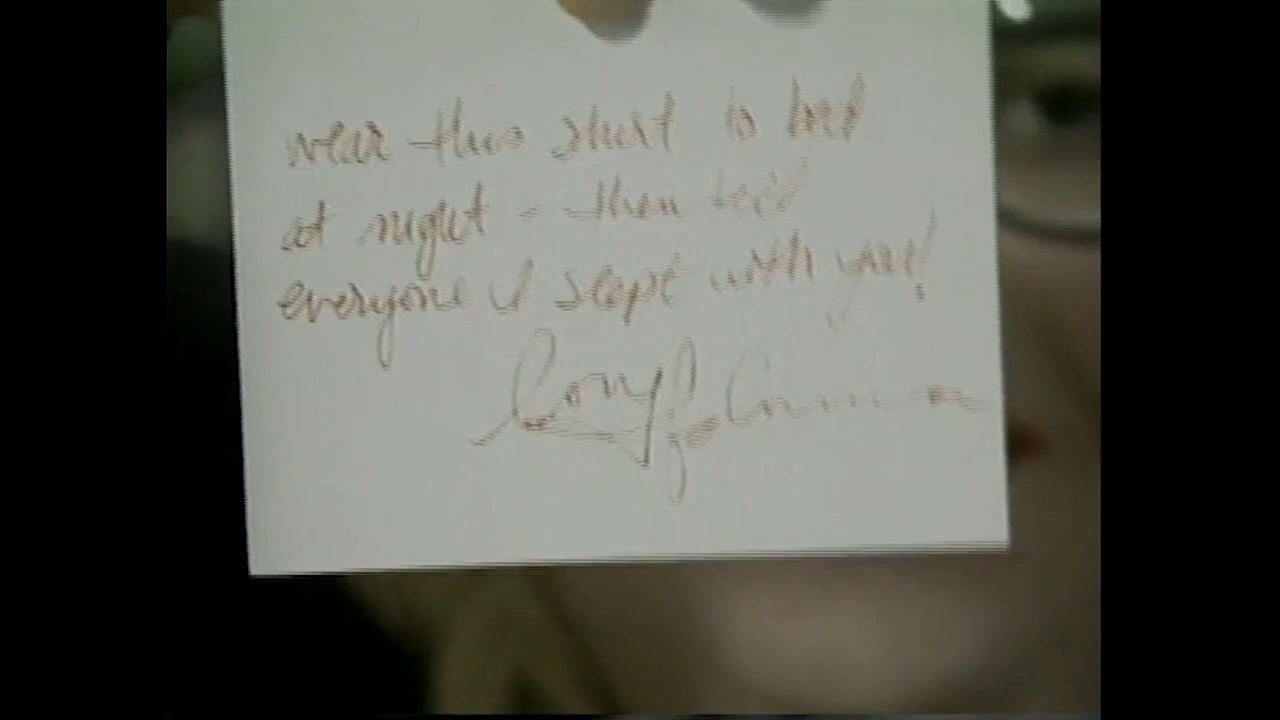 wear this shirt to bed
at night - then tell
everyone I slept with you!